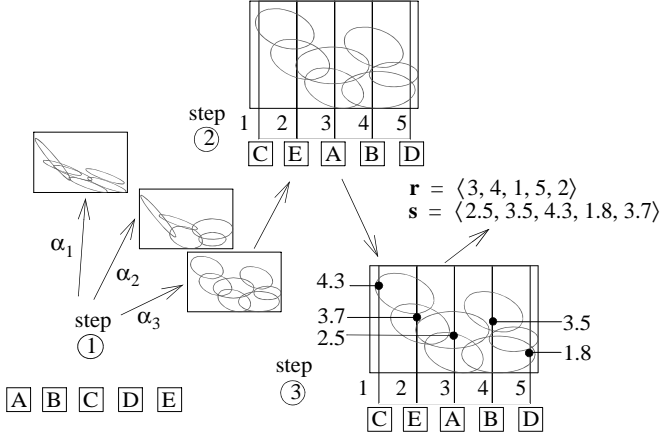 step
2
1 2 3 4 5
C E A B D
r = ⟨3, 4, 1, 5, 2⟩
s = ⟨2.5, 3.5, 4.3, 1.8, 3.7⟩
α1
α2
α3
step
1
4.3
3.7
2.5
3.5
1.8
step
3
1 2 3 4 5
C E A B D
A B C D E